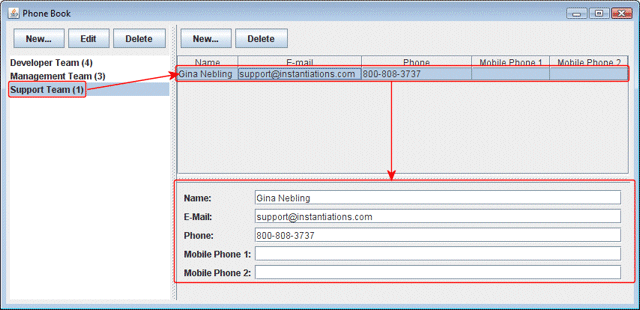 Phone Book
New... Edit Delete New... Delete
Developer Team (4)
Management Team (3)
Support Team (1)
Name E-mail Phone Mobile Phone 1 Mobile Phone 2
Gina Nebling support@instantiations.com 800-808-3737
Name: Gina Nebling
E-Mail: support@instantiations.com
Phone: 800-808-3737
Mobile Phone 1:
Mobile Phone 2: